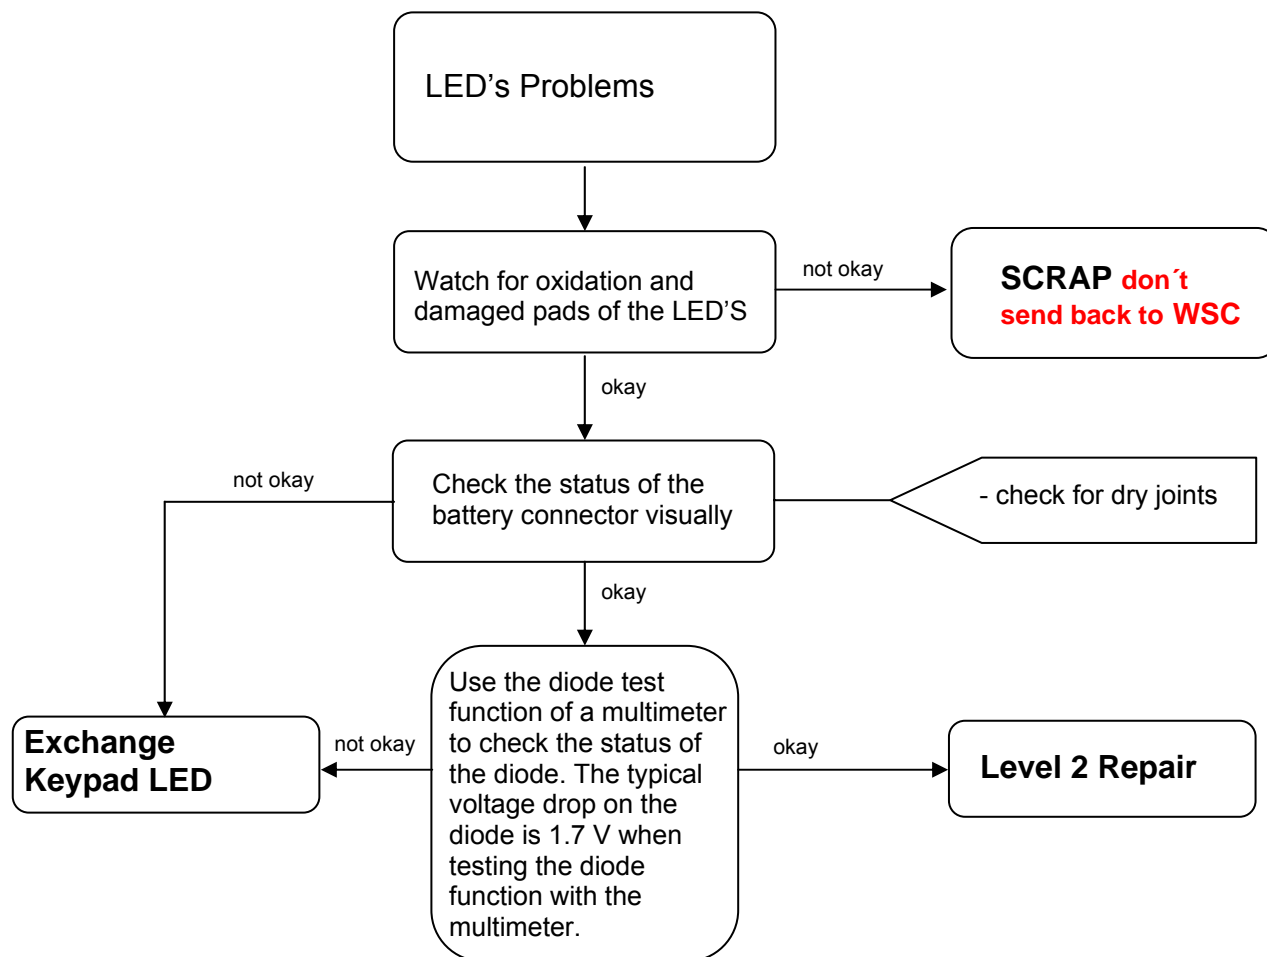 LED’s Problems
Watch for oxidation and
damaged pads of the LED’S
not okay
SCRAP don´t
send back to WSC
okay
not okay
Check the status of the
battery connector visually
- check for dry joints
okay
Use the diode test
function of a multimeter
to check the status of
the diode. The typical
voltage drop on the
diode is 1.7 V when
testing the diode
function with the
multimeter.
not okay
Exchange
Keypad LED
okay
Level 2 Repair